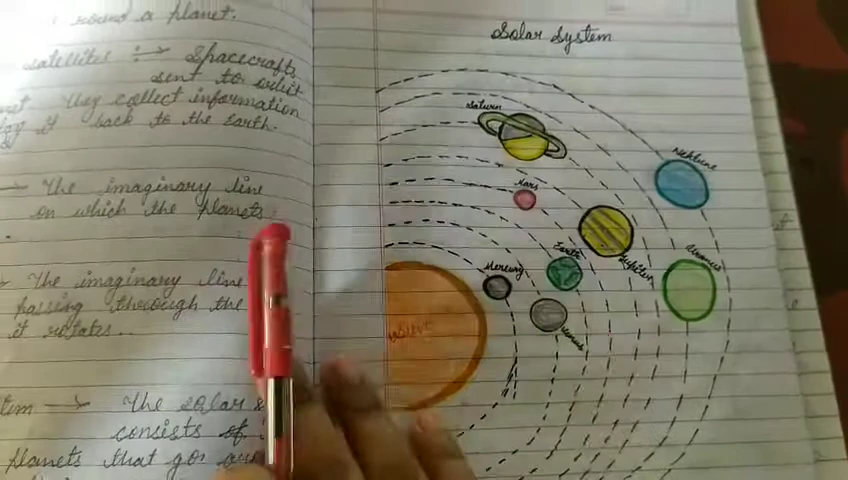 round a planet.
satellites :→ Spacecrafts
sent to
they collect information
it back to the Earth.
→ The imaginary line
on which the planets
The imaginary line
passing through the
it rotates..
→ The solar
consists of
planets that go
Solar System
Saturn
Neptune
Mars
Earth
Uranus
Mercury
Jupiter
Venus